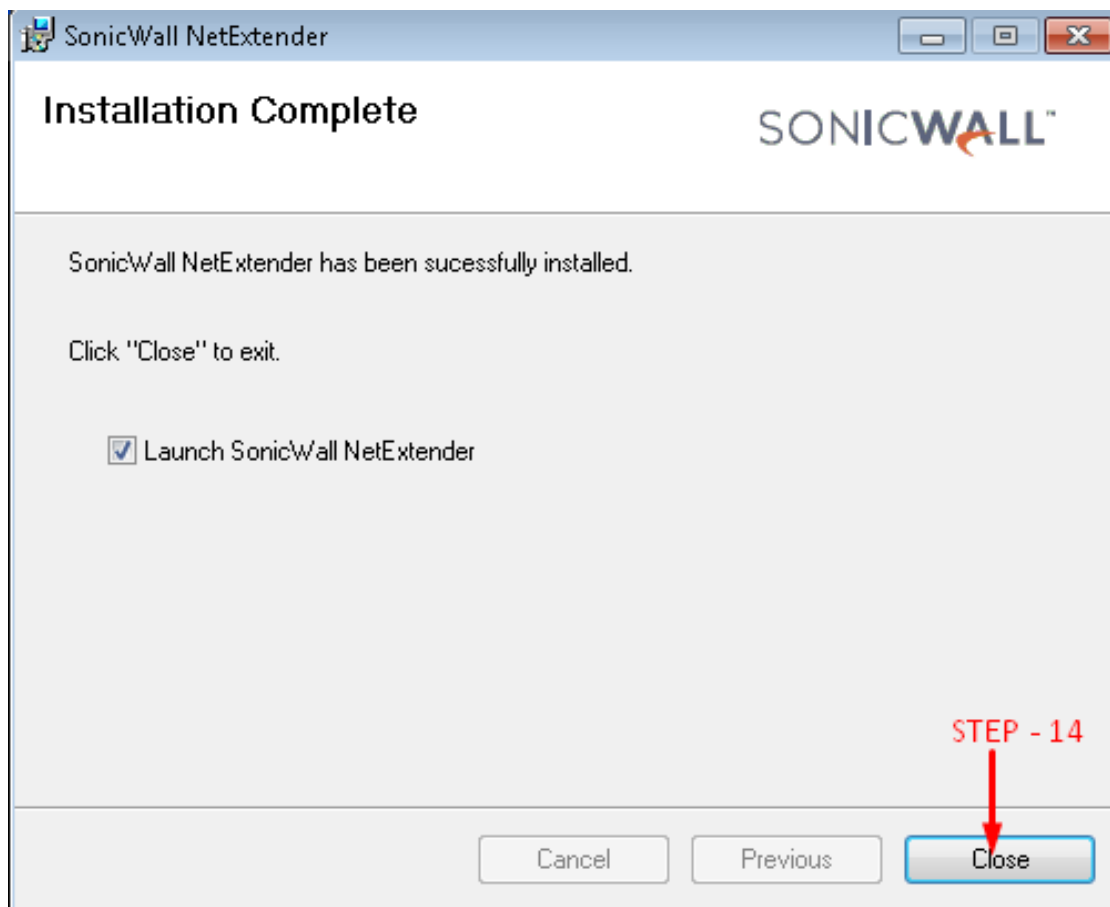 SonicWall NetExtender
Installation Complete
SONICWALL™
SonicWall NetExtender has been sucessfully installed.
Click "Close" to exit.
Launch SonicWall NetExtender
STEP - 14
Cancel
Previous
Close